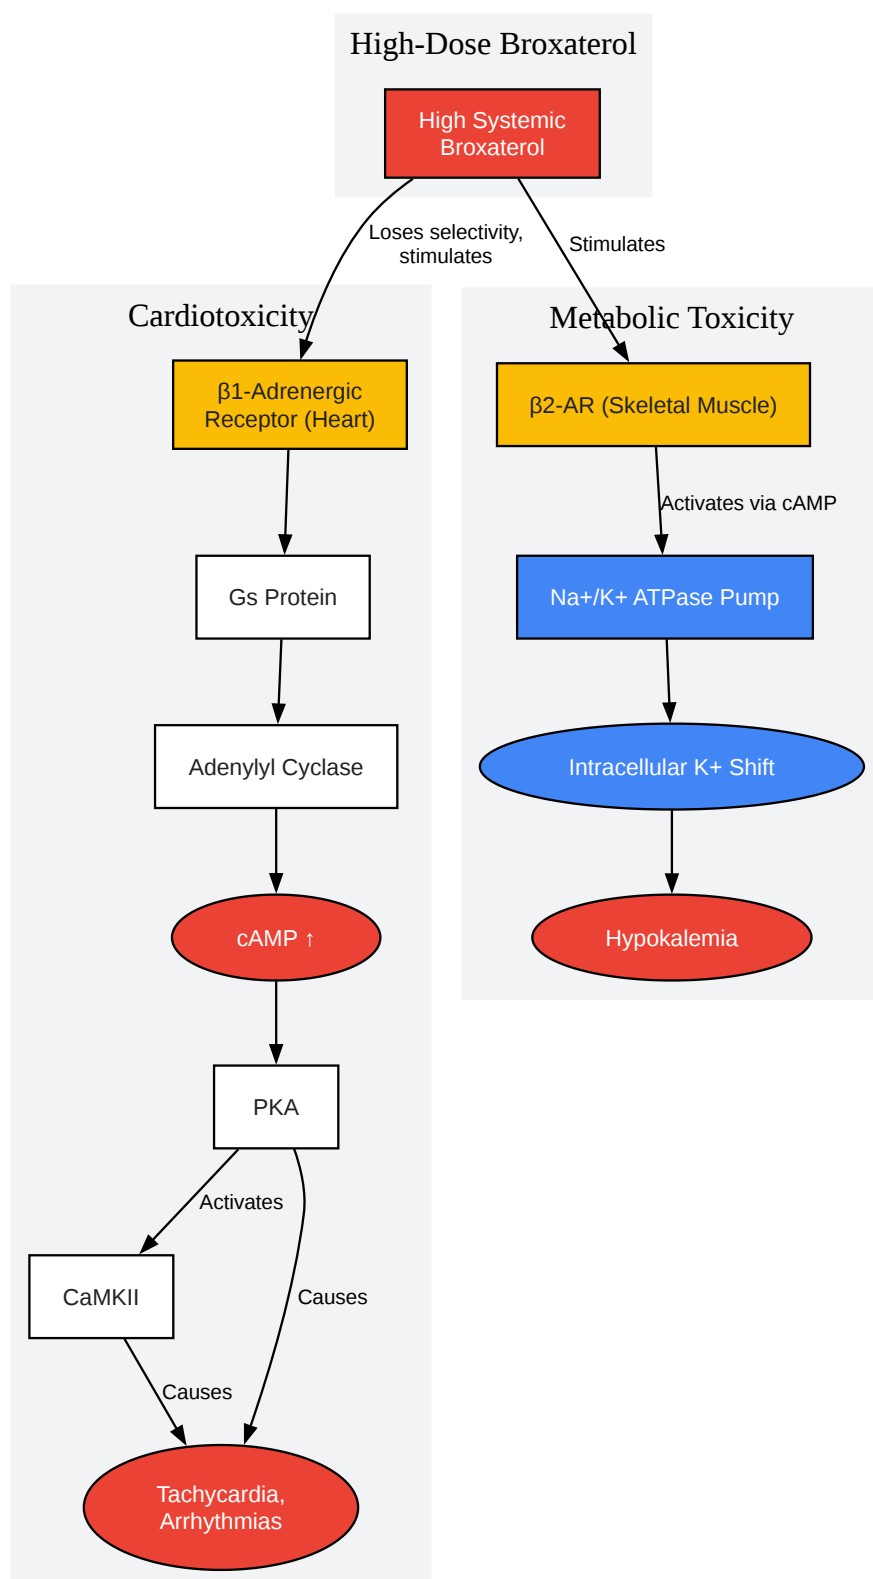 High-Dose Broxaterol
High Systemic
Broxaterol
Loses selectivity,
stimulates
Stimulates
Cardiotoxicity
β1-Adrenergic
Receptor (Heart)
Gs Protein
Adenylyl Cyclase
cAMP ↑
PKA
Activates
CaMKII
Causes
Causes
Tachycardia,
Arrhythmias
Metabolic Toxicity
β2-AR (Skeletal Muscle)
Activates via cAMP
Na+/K+ ATPase Pump
Intracellular K+ Shift
Hypokalemia